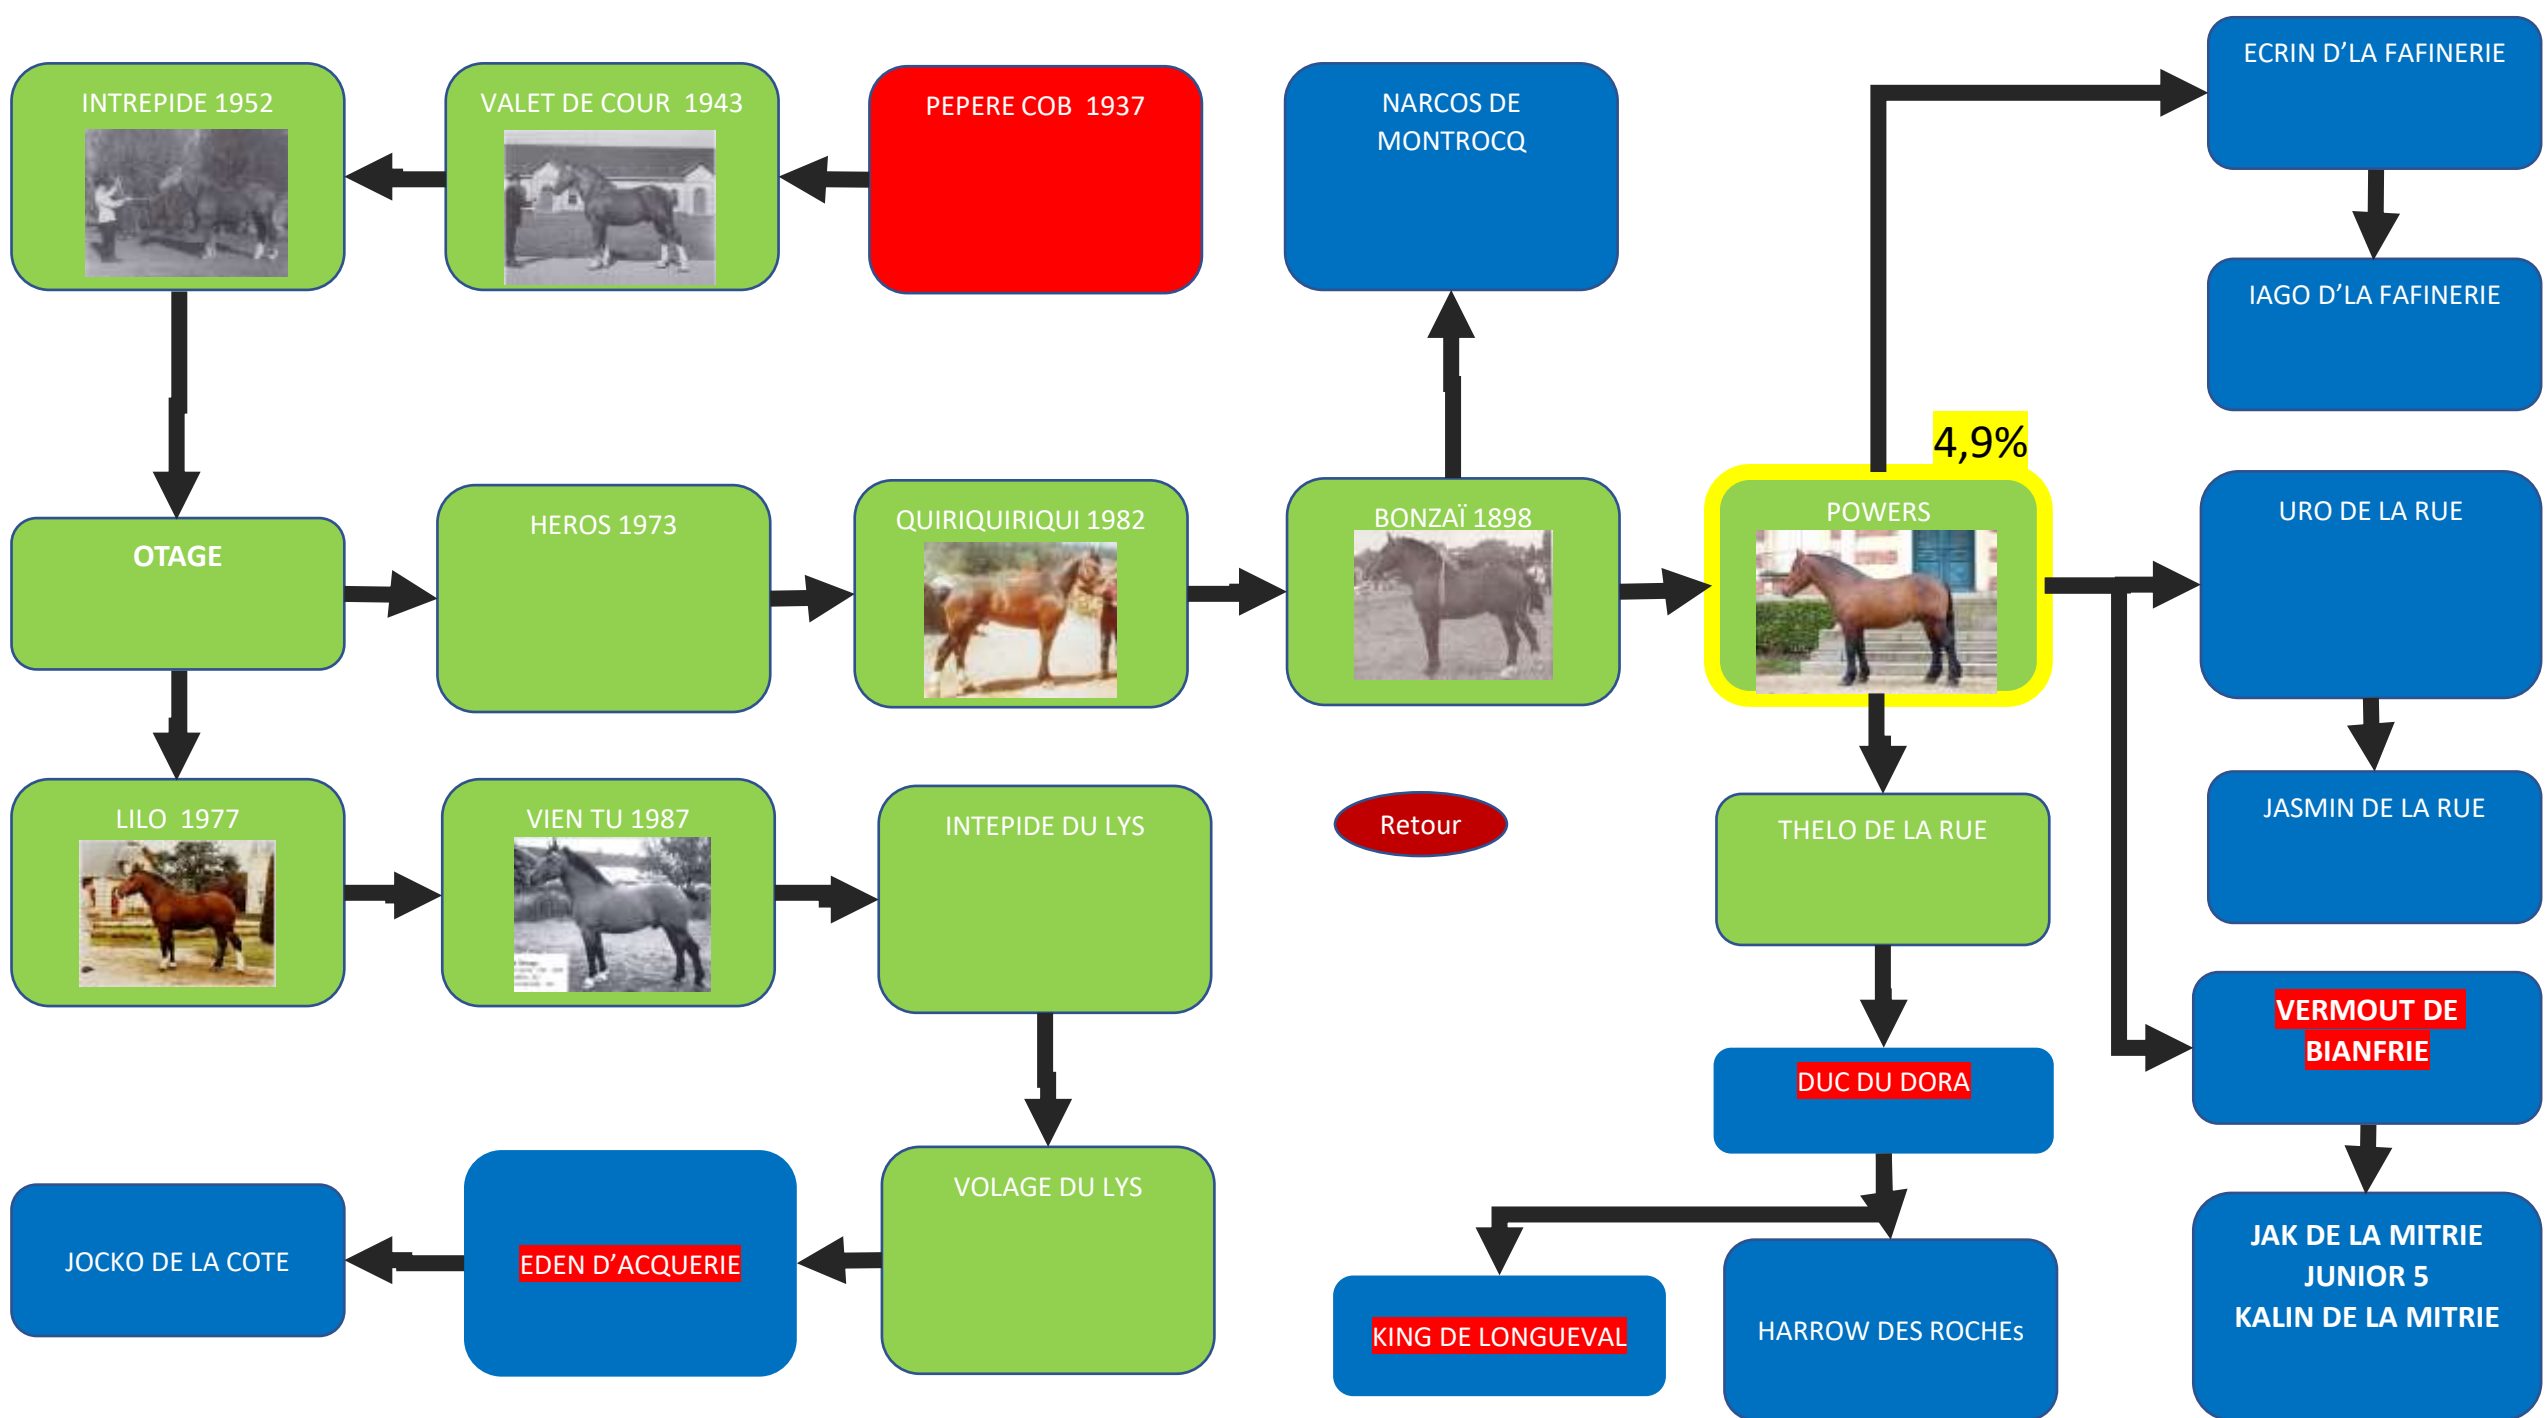 ECRIN D'LA FAFINERIE
INTREPIDE 1952
VALET DE COUR  1943
PEPERE COB  1937
NARCOS DE
MONTROCQ
IAGO D'LA FAFINERIE
4,9%
OTAGE
HEROS 1973
QUIRIQUIRIQUI 1982
BONZAÏ 1898
POWERS
URO DE LA RUE
LILO  1977
VIEN TU 1987
INTEPIDE DU LYS
Retour
THELO DE LA RUE
JASMIN DE LA RUE
VERMOUT DE
BIANFRIE
DUC DU DORA
VOLAGE DU LYS
JOCKO DE LA COTE
EDEN D'ACQUERIE
KING DE LONGUEVAL
HARROW DES ROCHEs
JAK DE LA MITRIE
JUNIOR 5
KALIN DE LA MITRIE